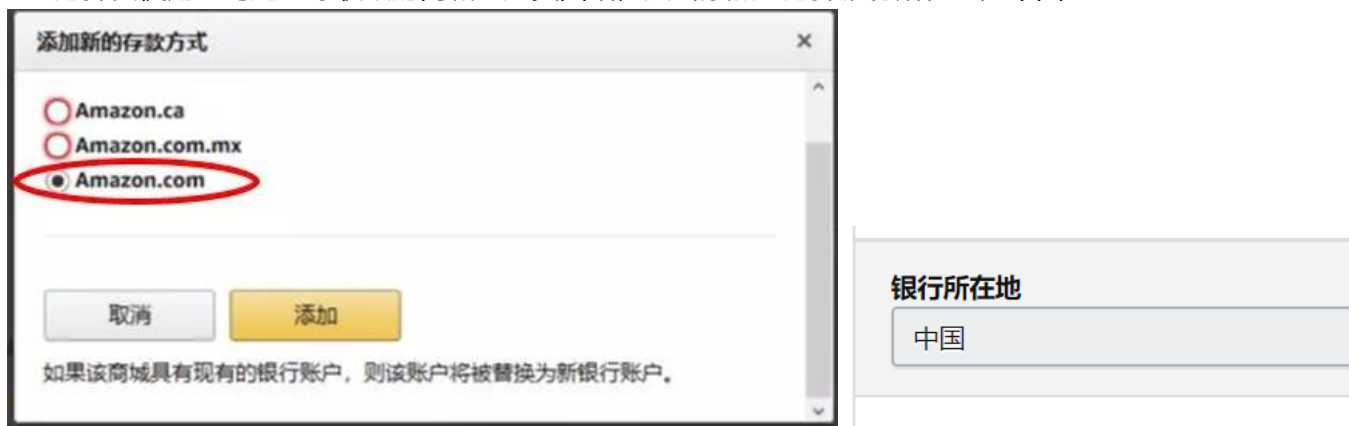 添加新的存款方式
Amazon.ca
Amazon.com.mx
Amazon.com
取消
添加
如果该商城具有现有的银行账户，则该账户将被替换为新银行账户。
银行所在地
中国